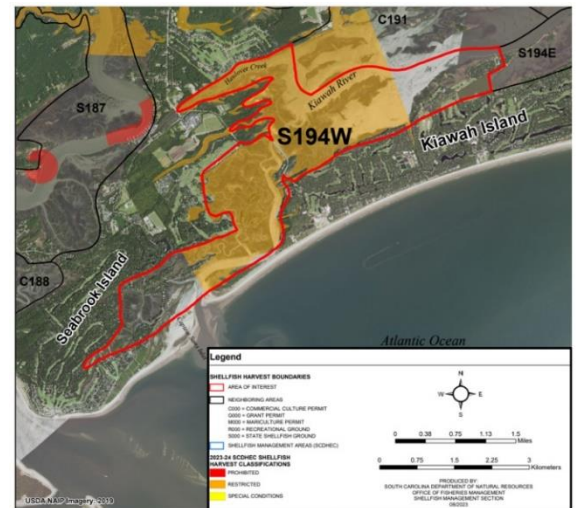 C191
S194E
Hanscon Creek
Kiawah River
S187
S194W
Kiawah Island
C188
Seabrook Island
Atlantic Ocean
USDA NAIP Imagery 2019
Legend
SHELLFISH HARVEST BOUNDARIES
AREA OF INTEREST
NEIGHBORING AREAS
C000 = COMMERCIAL CULTURE PERMIT
G000 = GRANT PERMIT
M000 = MARICULTURE PERMIT
R000 = RECREATIONAL GROUND
S000 = STATE SHELLFISH GROUND
SHELLFISH MANAGEMENT AREAS (SCDHEC)
2023-24 SCDHEC SHELLFISH
HARVEST CLASSIFICATIONS
PROHIBITED
RESTRICTED
SPECIAL CONDITIONS
N
W E
S
0 0.38 0.75 1.13 1.5
Miles
0 0.75 1.5 2.25 3
Kilometers
PRODUCED BY:
SOUTH CAROLINA DEPARTMENT OF NATURAL RESOURCES
OFFICE OF FISHERIES MANAGEMENT
SHELLFISH MANAGEMENT SECTION
08/2023